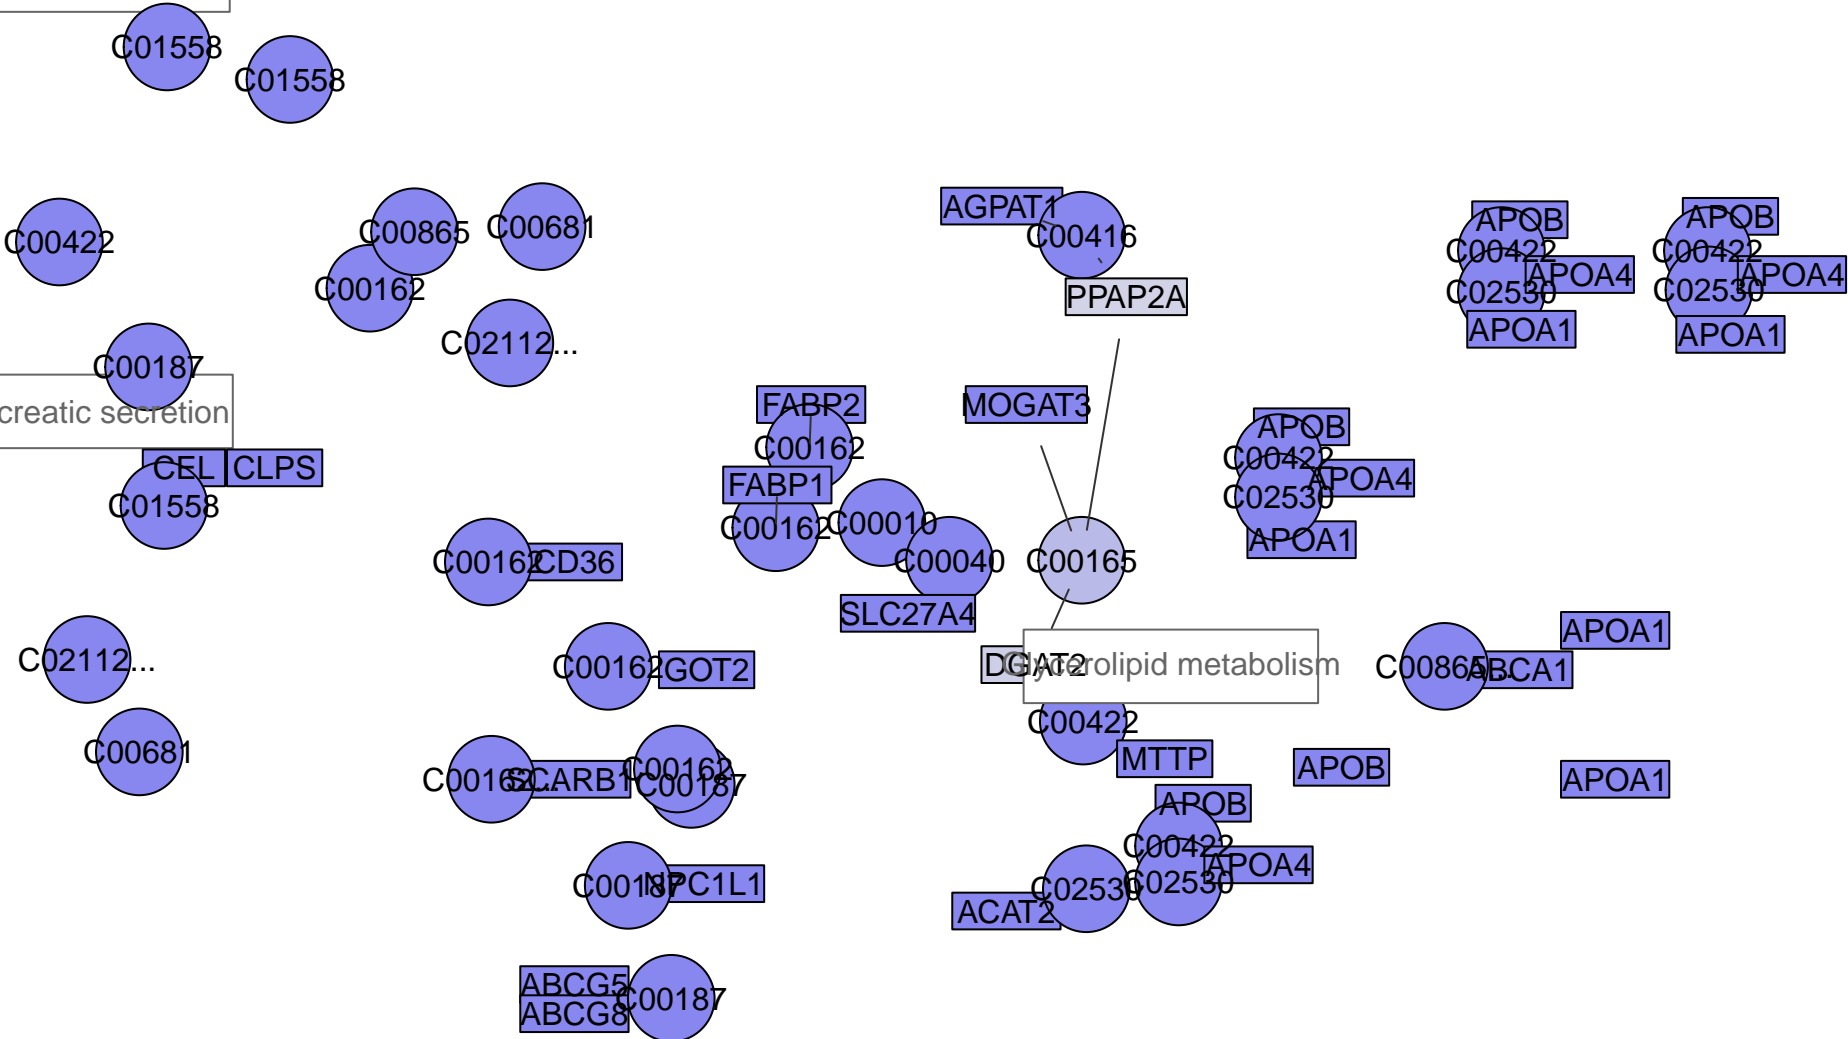 C01558
C01558
C00422
C00865
C00681
C00162
C02112...
C00187
creatic secretion
CEL
CLPS
C01558
C02112...
C00681
AGPAT1
C00416
PPAP2A
MOGAT3
FABP2
C00162
FABP1
C00162
C00010
C00040
C00165
SLC27A4
C00162
CD36
C00162
GOT2
C00162...
SCARB1
C00162
C00187
C00187
NPC1L1
ABCG5
ABCG8
C00187
DGAT2
Glycerolipid metabolism
C00422
MTTP
APOB
APOB
C00422
APOA4
C02530
C02530
ACAT2
APOB
C00422
APOA4
C02530
APOA1
APOB
C00422
APOA4
C02530
APOA1
APOB
C00422
APOA4
C02530
APOA1
APOA1
C00865...
ABCA1
APOA1